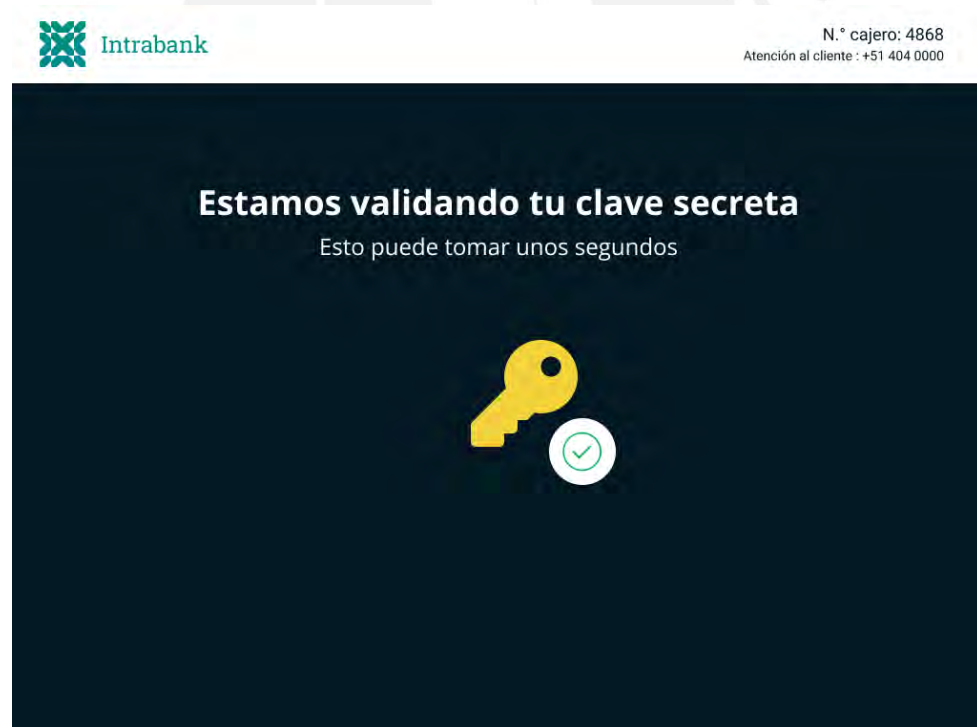 Intrabank
N.° cajero: 4868
Atención al cliente : +51 404 0000
Estamos validando tu clave secreta
Esto puede tomar unos segundos